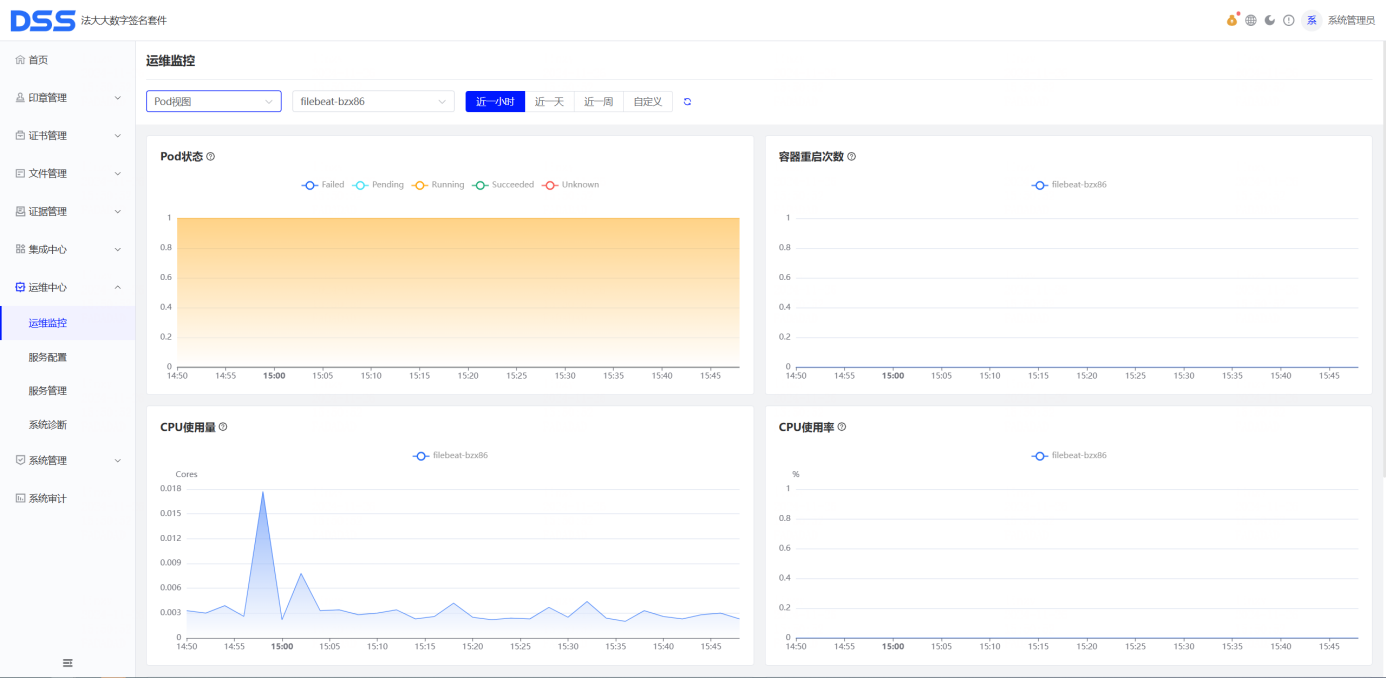 DSS 法大大数字签名套件
系 系统管理员
首页
印章管理
证书管理
文件管理
证据管理
集成中心
运维中心
运维监控
服务配置
服务管理
系统诊断
系统管理
系统审计
运维监控
Pod视图 filebeat-bzx86 近一小时 近一天 近一周 自定义
Pod状态
Failed Pending Running Succeeded Unknown
1
0.8
0.6
0.4
0.2
0
14:50 14:55 15:00 15:05 15:10 15:15 15:20 15:25 15:30 15:35 15:40 15:45
容器重启次数
filebeat-bzx86
1
0.8
0.6
0.4
0.2
0
14:50 14:55 15:00 15:05 15:10 15:15 15:20 15:25 15:30 15:35 15:40 15:45
CPU使用量
filebeat-bzx86
Cores
0.018
0.015
0.012
0.009
0.006
0.003
0
14:50 14:55 15:00 15:05 15:10 15:15 15:20 15:25 15:30 15:35 15:40 15:45
CPU使用率
filebeat-bzx86
%
1
0.8
0.6
0.4
0.2
0
14:50 14:55 15:00 15:05 15:10 15:15 15:20 15:25 15:30 15:35 15:40 15:45